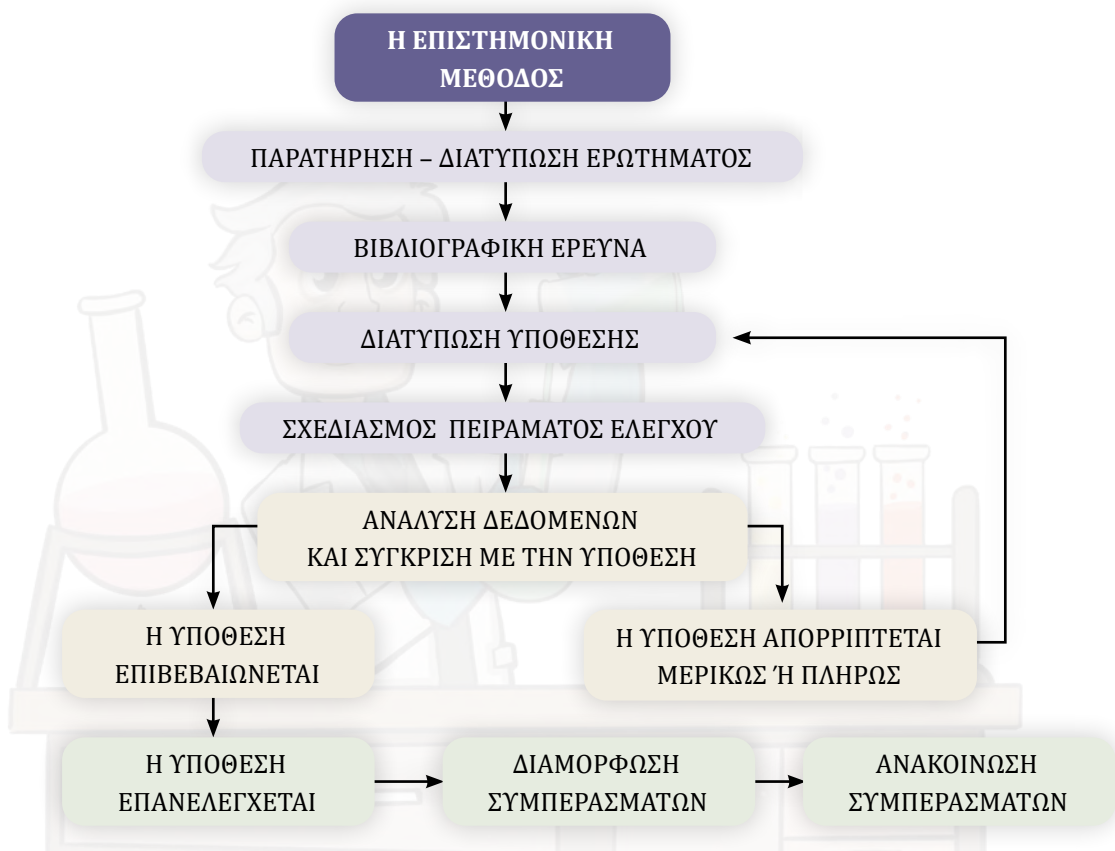 Η ΕΠΙΣΤΗΜΟΝΙΚΗ
ΜΕΘΟΔΟΣ
ΠΑΡΑΤΗΡΗΣΗ – ΔΙΑΤΥΠΩΣΗ ΕΡΩΤΗΜΑΤΟΣ
ΒΙΒΛΙΟΓΡΑΦΙΚΗ ΕΡΕΥΝΑ
ΔΙΑΤΥΠΩΣΗ ΥΠΟΘΕΣΗΣ
ΣΧΕΔΙΑΣΜΟΣ ΠΕΙΡΑΜΑΤΟΣ ΕΛΕΓΧΟΥ
ΑΝΑΛΥΣΗ ΔΕΔΟΜΕΝΩΝ
ΚΑΙ ΣΥΓΚΡΙΣΗ ΜΕ ΤΗΝ ΥΠΟΘΕΣΗ
Η ΥΠΟΘΕΣΗ
ΕΠΙΒΕΒΑΙΩΝΕΤΑΙ
Η ΥΠΟΘΕΣΗ ΑΠΟΡΡΙΠΤΕΤΑΙ
ΜΕΡΙΚΩΣ Ή ΠΛΗΡΩΣ
Η ΥΠΟΘΕΣΗ
ΕΠΑΝΕΛΕΓΧΕΤΑΙ
ΔΙΑΜΟΡΦΩΣΗ
ΣΥΜΠΕΡΑΣΜΑΤΩΝ
ΑΝΑΚΟΙΝΩΣΗ
ΣΥΜΠΕΡΑΣΜΑΤΩΝ